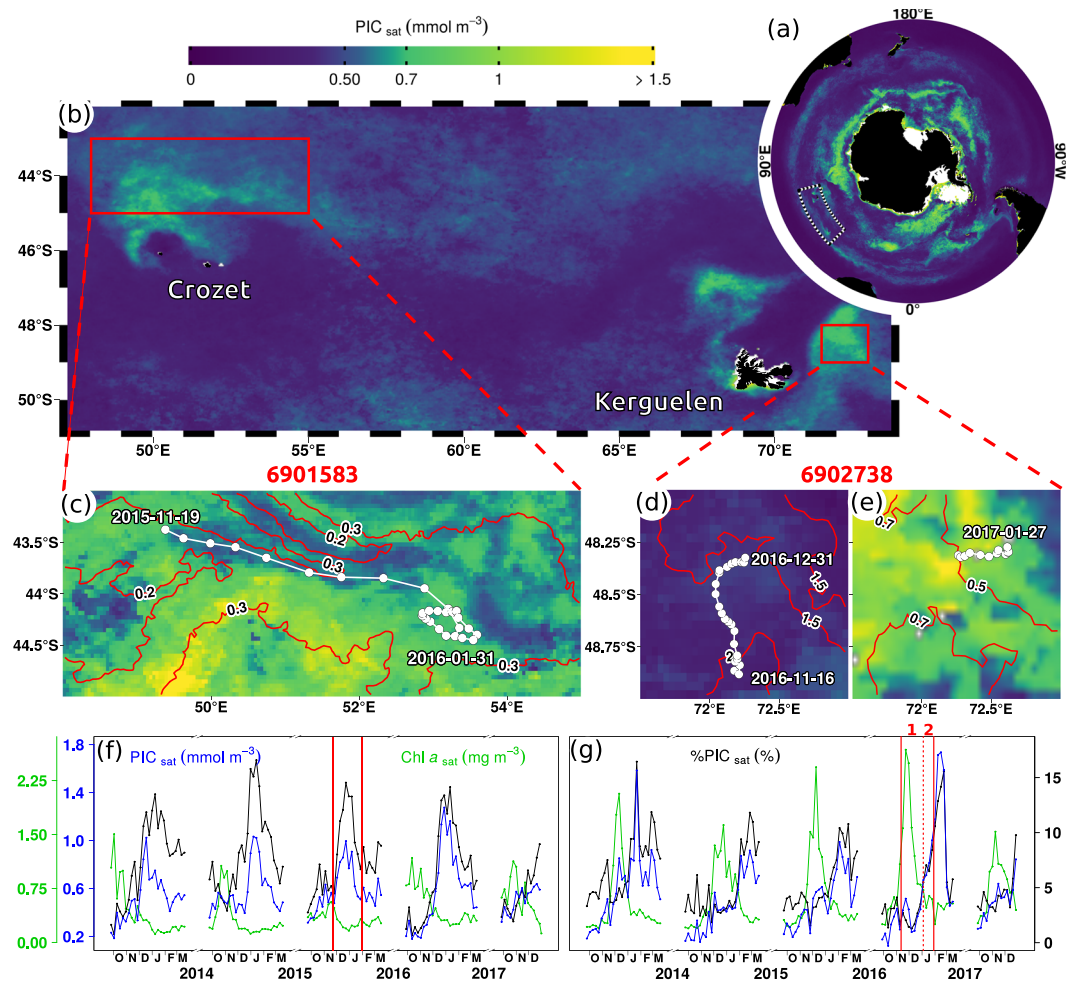 PIC sat (mmol m⁻³)
0 0.50 0.7 1 > 1.5
(a)
180°E
90°E
90°W
0°
(b)
44°S
46°S
48°S
50°S
Crozet
Kerguelen
50°E 55°E 60°E 65°E 70°E
6901583
6902738
(c)
2015-11-19
0.3
0.2
0.3
0.2
0.3
2016-01-31
0.3
43.5°S
44°S
44.5°S
50°E 52°E 54°E
(d)
2016-12-31
1.5
1.5
2
2016-11-16
48.25°S
48.75°S
72°E 72.5°E
(e)
0.7
2017-01-27
0.5
0.7
72°E 72.5°E
(f)
PIC sat (mmol m⁻³)
Chl a sat (mg m⁻³)
2.25
1.50
0.75
0.00
1.8
1.4
1.0
0.6
0.2
O N D J F M O N D J F M O N D J F M O N D J F M O N D
2014 2015 2016 2017
(g)
%PIC sat (%)
1 2
15
10
5
0
O N D J F M O N D J F M O N D J F M O N D J F M O N D
2014 2015 2016 2017